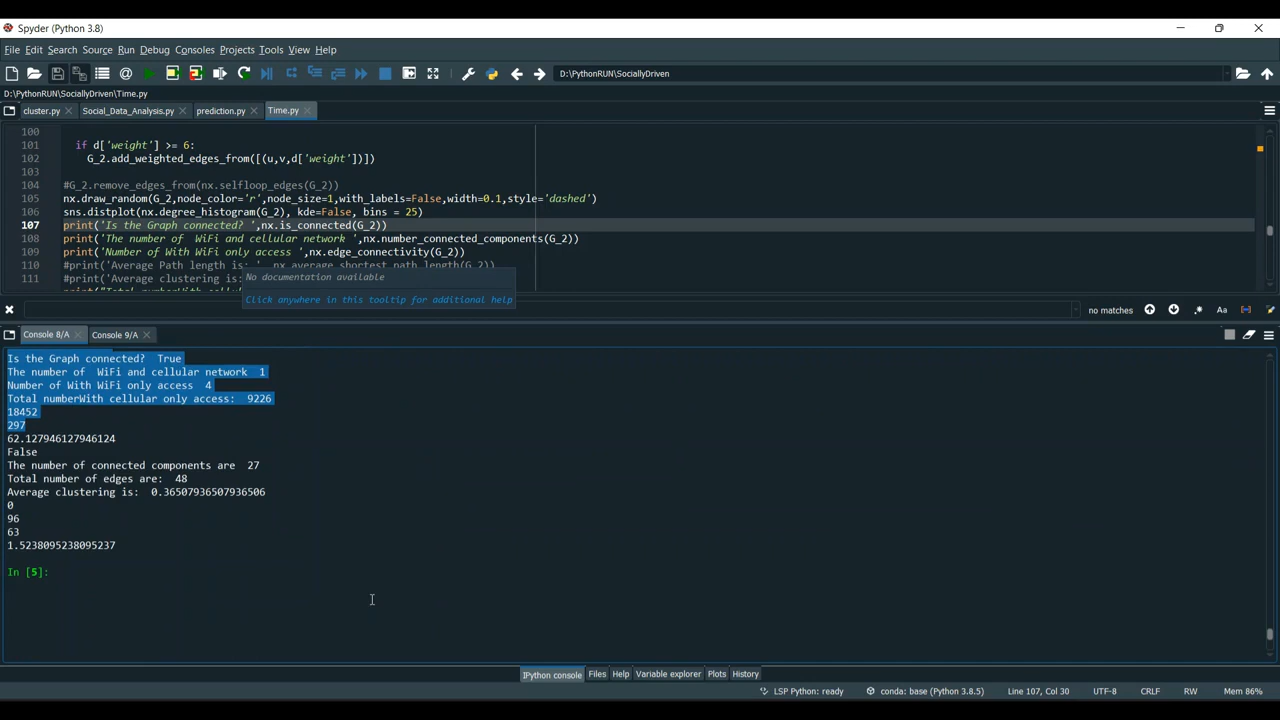 Spyder (Python 3.8)
File Edit Search Source Run Debug Consoles Projects Tools View Help
D:\PythonRUN\SociallyDriven
D:\PythonRUN\SociallyDriven\Time.py
cluster.py Social_Data_Analysis.py prediction.py Time.py
100
101 if d['weight'] >= 6:
102 G_2.add_weighted_edges_from([(u,v,d['weight'])])
103
104 #G_2.remove_edges_from(nx.selfloop_edges(G_2))
105 nx.draw_random(G_2,node_color='r',node_size=1,with_labels=False,width=0.1,style='dashed')
106 sns.distplot(nx.degree_histogram(G_2), kde=False, bins = 25)
107 print('Is the Graph connected? ',nx.is_connected(G_2))
108 print('The number of  WiFi and cellular network ',nx.number_connected_components(G_2))
109 print('Number of With WiFi only access ',nx.edge_connectivity(G_2))
110 #print('Average Path length is: ', nx.average_shortest_path_length(G_2))
111 #print('Average clustering is:
No documentation available
Click anywhere in this tooltip for additional help
no matches Aa
Console 8/A Console 9/A
Is the Graph connected?  True
The number of  WiFi and cellular network  1
Number of With WiFi only access  4
Total numberWith cellular only access:  9226
18452
297
62.127946127946124
False
The number of connected components are  27
Total number of edges are:  48
Average clustering is:  0.36507936507936506
0
96
63
1.5238095238095237
In [5]:
IPython console Files Help Variable explorer Plots History
LSP Python: ready conda: base (Python 3.8.5) Line 107, Col 30 UTF-8 CRLF RW Mem 86%